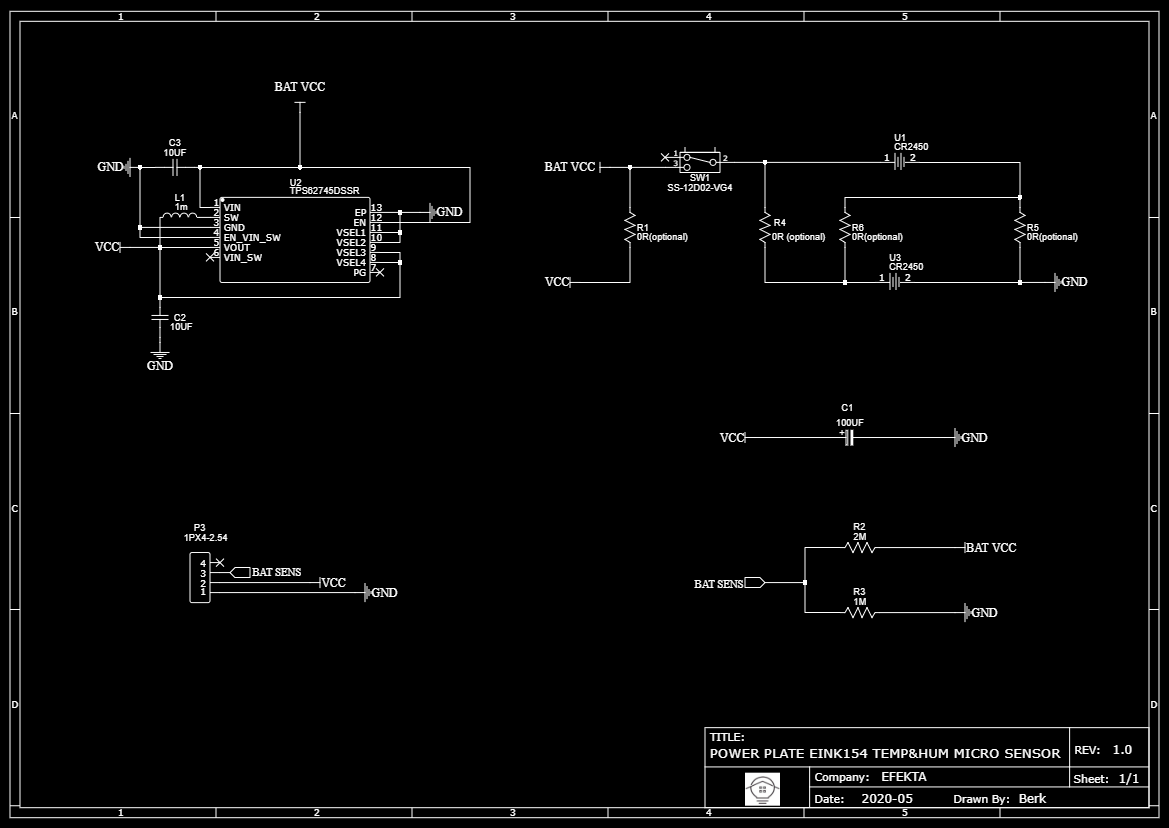 1 2 3 4 5
A A
B B
C C
D D
BAT VCC
GND
C3
10UF
U2
TPS62745DSSR
L1
1m
VCC
1 VIN
2 SW
3 GND
4 EN_VIN_SW
5 VOUT
6 VIN_SW
EP 13
EN 12
VSEL1 11
VSEL2 10
VSEL3 9
VSEL4 8
PG 7
GND
C2
10UF
GND
BAT VCC
1
3
2
SW1
SS-12D02-VG4
R1
0R(optional)
VCC
U1
CR2450
1 2
R4
0R (optional)
R6
0R(optional)
R5
0R(potional)
U3
CR2450
1 2
GND
C1
100UF
+
VCC
GND
P3
1PX4-2.54
4
3
2
1
BAT SENS
VCC
GND
R2
2M
BAT VCC
BAT SENS
R3
1M
GND
TITLE:
POWER PLATE EINK154 TEMP&HUM MICRO SENSOR
REV: 1.0
Company: EFEKTA
Sheet: 1/1
Date: 2020-05 Drawn By: Berk
1 2 3 4 5